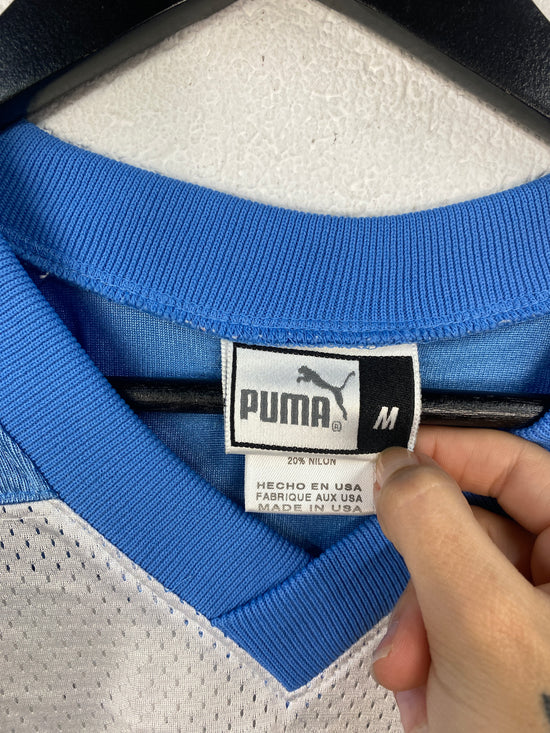 PUMA® M
20% NILON
HECHO EN USA
FABRIQUE AUX USA
MADE IN USA